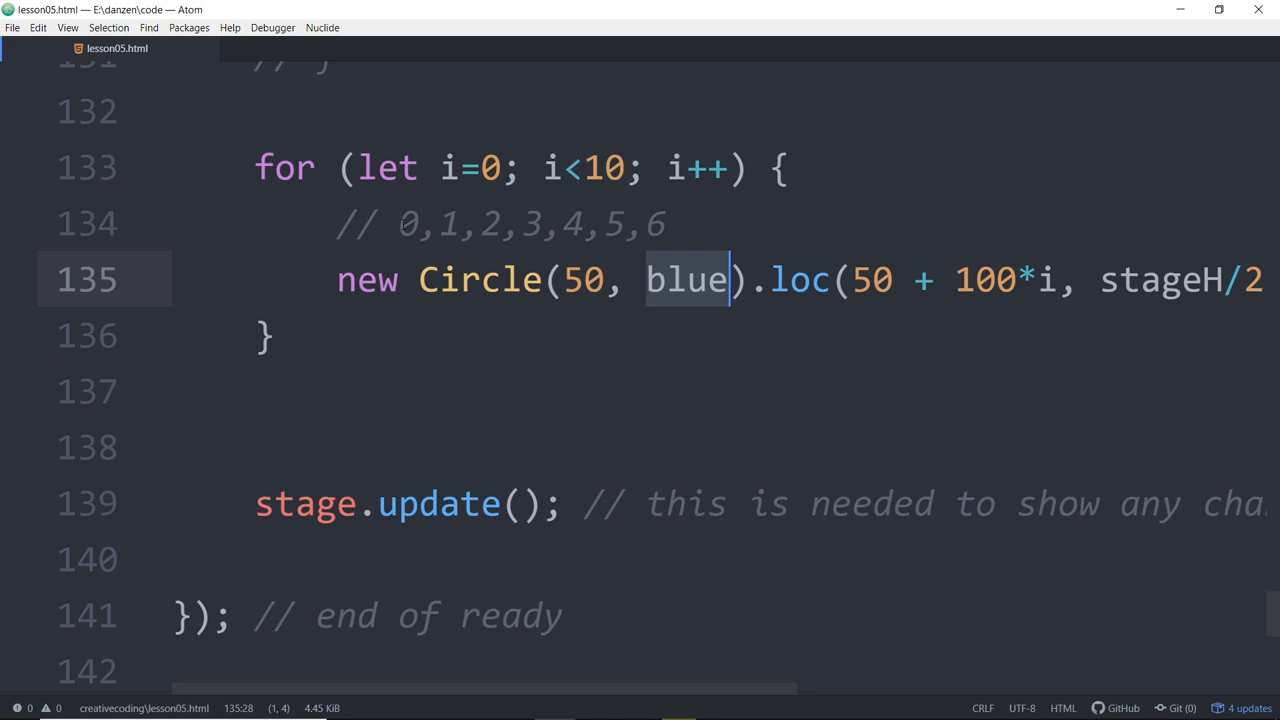 lesson05.html — E:\danzen\code — Atom
File Edit View Selection Find Packages Help Debugger Nuclide
lesson05.html
131 // }
132
133 for (let i=0; i<10; i++) {
134 // 0,1,2,3,4,5,6
135 new Circle(50, blue).loc(50 + 100*i, stageH/2
136 }
137
138
139 stage.update(); // this is needed to show any cha
140
141 }); // end of ready
142
0 0 creativecoding\lesson05.html 135:28 (1, 4) 4.45 KiB CRLF UTF-8 HTML GitHub Git (0) 4 updates